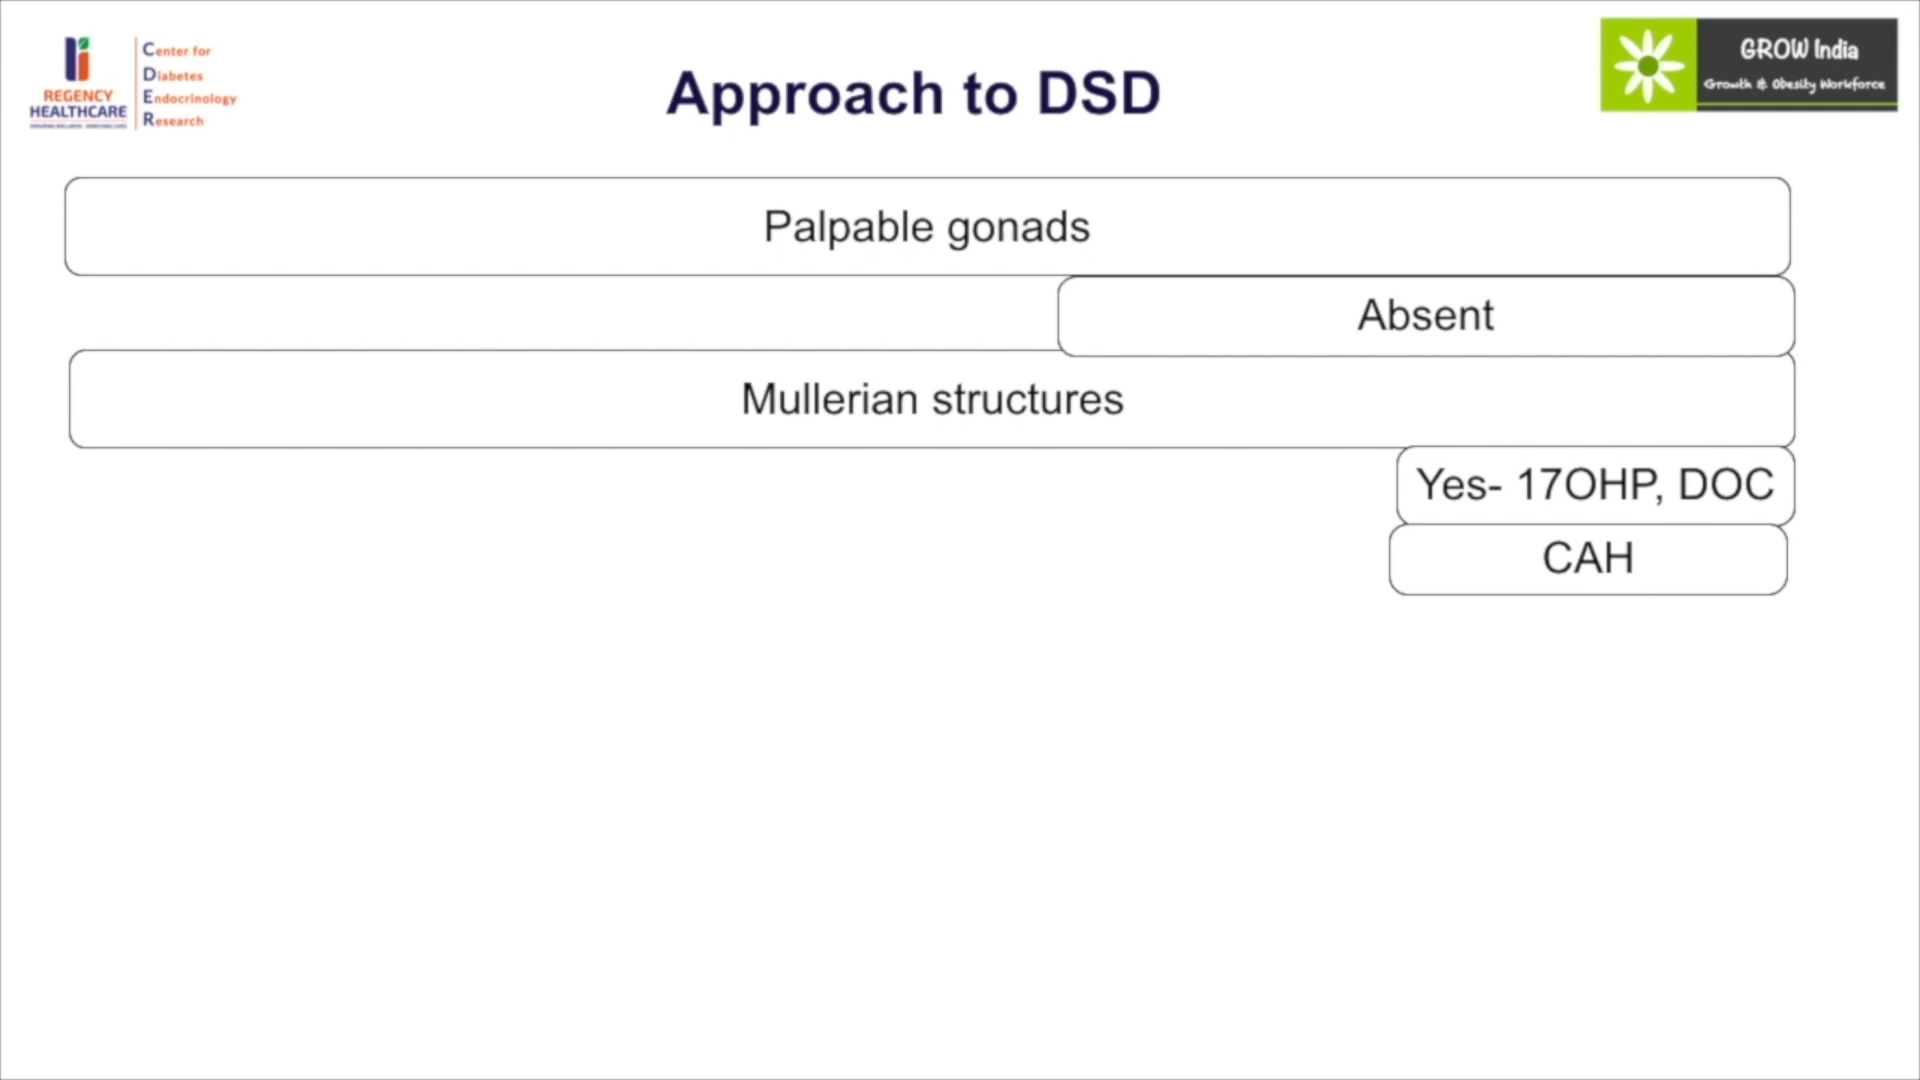 REGENCY
HEALTHCARE
Center for
Diabetes
Endocrinology
Research
Approach to DSD
GROW India
Growth & Obesity Workforce
Palpable gonads
Absent
Mullerian structures
Yes- 17OHP, DOC
CAH